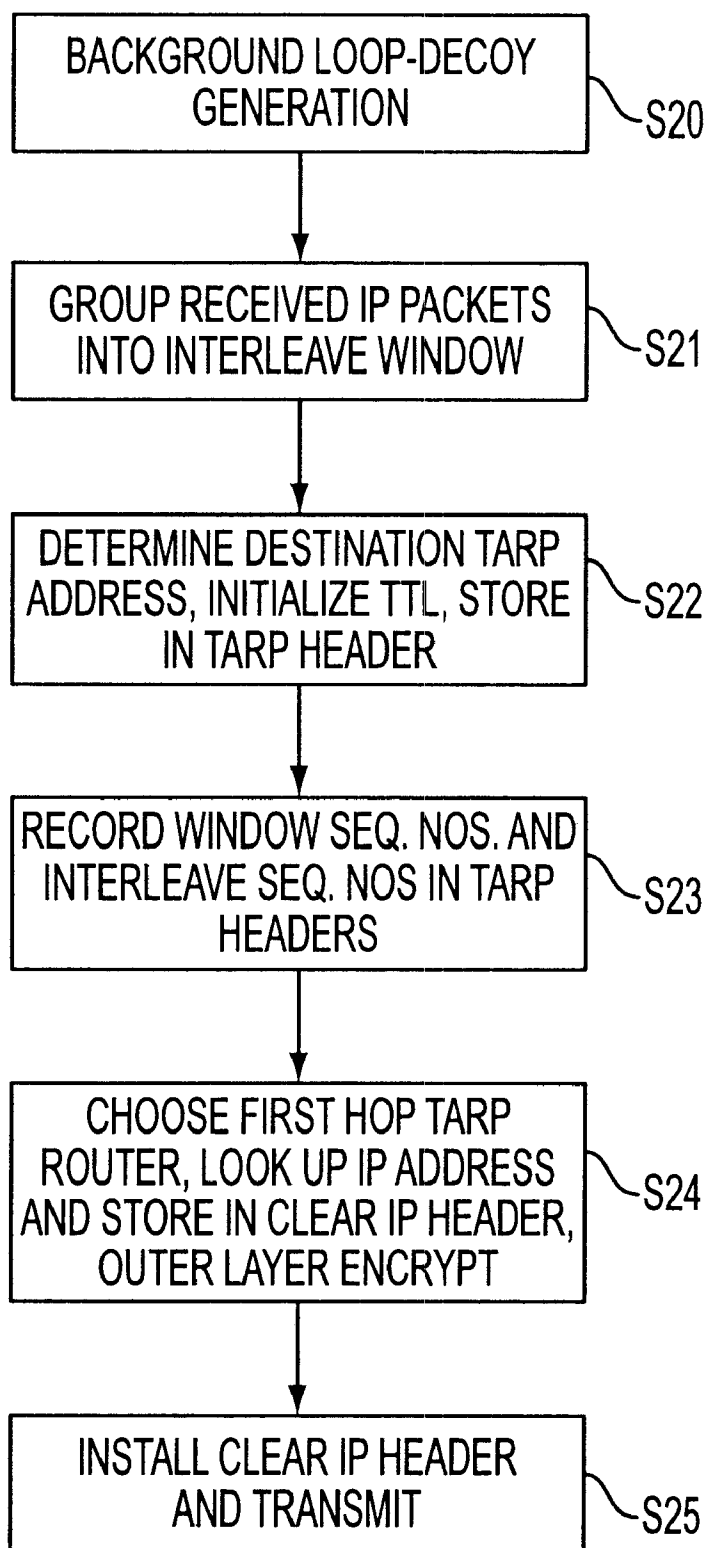 BACKGROUND LOOP-DECOY
GENERATION
S20
GROUP RECEIVED IP PACKETS
INTO INTERLEAVE WINDOW
S21
DETERMINE DESTINATION TARP
ADDRESS, INITIALIZE TTL, STORE
IN TARP HEADER
S22
RECORD WINDOW SEQ. NOS. AND
INTERLEAVE SEQ. NOS IN TARP
HEADERS
S23
CHOOSE FIRST HOP TARP
ROUTER, LOOK UP IP ADDRESS
AND STORE IN CLEAR IP HEADER,
OUTER LAYER ENCRYPT
S24
INSTALL CLEAR IP HEADER
AND TRANSMIT
S25